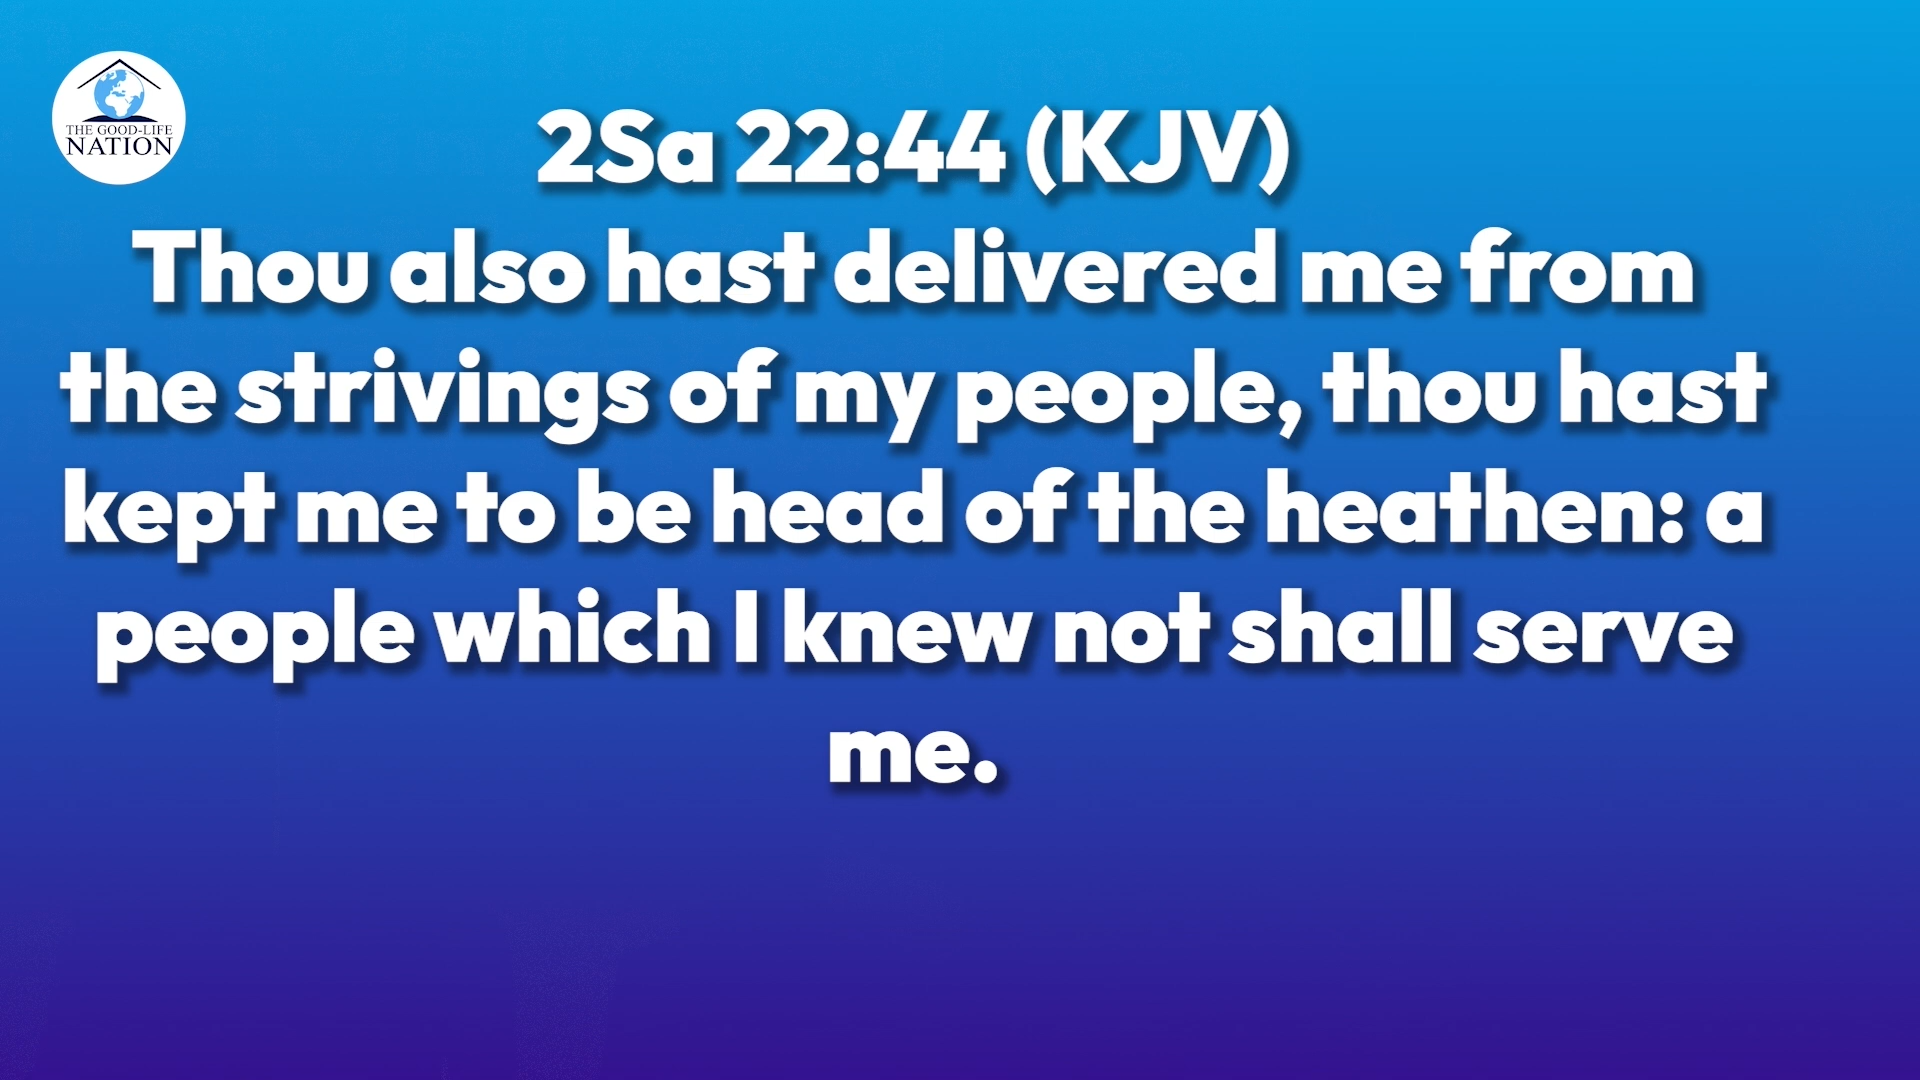 THE GOOD-LIFE
NATION
2Sa 22:44 (KJV)
Thou also hast delivered me from
the strivings of my people, thou hast
kept me to be head of the heathen: a
people which I knew not shall serve
me.